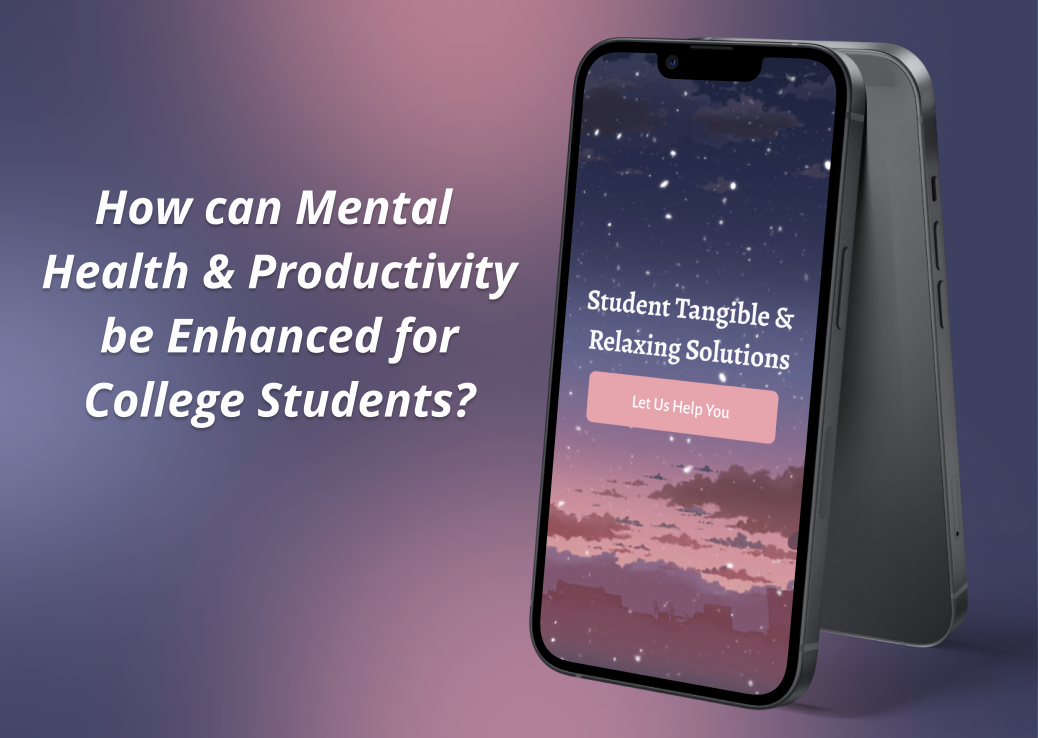 How can Mental
Health & Productivity
be Enhanced for
College Students?
Student Tangible &
Relaxing Solutions
Let Us Help You